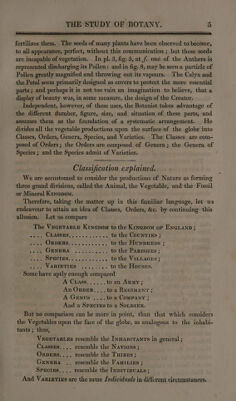 THE STUDY OF BOTANY. 5
fertilizes them. The seeds of many plants have been observed to become,
to all appearance, perfect, without this communication; but these seeds
are incapable of vegetation. In pl. 3, fig. 5, at f. one of the Anthers is
represented discharging its Pollen: and in fig. 8, may be seen a particle of
Pollen greatly magnified and throwing out its vapours. The Calyx and
the Petal seem primarily designed as covers to protect the more essential
parts; and perhaps it is not too vain an imagination to believe, that a
display of beauty was, in some measure, the design of the Creator.
Independent, however, of these uses, the Botanist takes advantage of
the different number, figure, size, and situation of these parts, and
assumes them as the foundation of a systematic arrangement. He
divides all the vegetable productions upon the surface of the globe into
Classes, Orders, Genera, Species, and Varieties. The Classes are com-
posed of Orders; the Orders are composed of Genera; the Genera of
Species; and the Species admit of Varieties.
Classification explained.
We are accustomed to consider the productions of Nature as forming
three grand divisions, called the Animal, the Vegetable, and the Fossil
or Mineral KINGDOM.
Therefore, taking the matter up in this familiar language, let us
endeavour to attain an idea of Classes, Orders, &c. by continuing this
allusion. Let us compare
The VEGETABLE KINGDOM to the KINGDOM OF ENGLAND;
.... CLASSES............ to the COUNTIES;
.... ORDERS............ to the HUNDREDS;
.... GENERA .......... to the PARISHES;
.... SPECIES............ to the VILLAGES;
.... VARIETIES ........ to the HOUSES.
Some have aptly enough compared
A CLASS...... to an ARMY;
An ORDER.... to a REGIMENT;
A GENUS .... to a COMPANY;
And a SPECIES to a SOLDIER.
But no comparison can be more in point, than that which considers
the Vegetables upon the face of the globe, as analogous to the inhabi-
tants; thus,
VEGETABLES resemble the INHABITANTS in general;
CLASSES.... resemble the NATIONS;
ORDERS.... resemble the TRIBES;
GENERA .. resemble the FAMILIES;
SPECIES.... resemble the INDIVIDUALS;
And VARIETIES are the same Individuals in different circumstances.